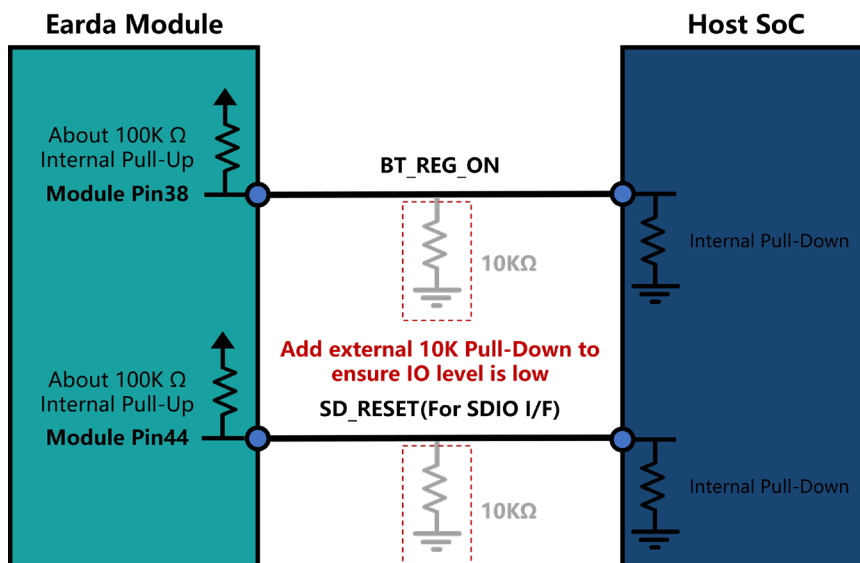 Earda Module
Host SoC
About 100K Ω
Internal Pull-Up
Module Pin38
BT_REG_ON
10KΩ
Internal Pull-Down
Add external 10K Pull-Down to
ensure IO level is low
About 100K Ω
Internal Pull-Up
Module Pin44
SD_RESET(For SDIO I/F)
10KΩ
Internal Pull-Down